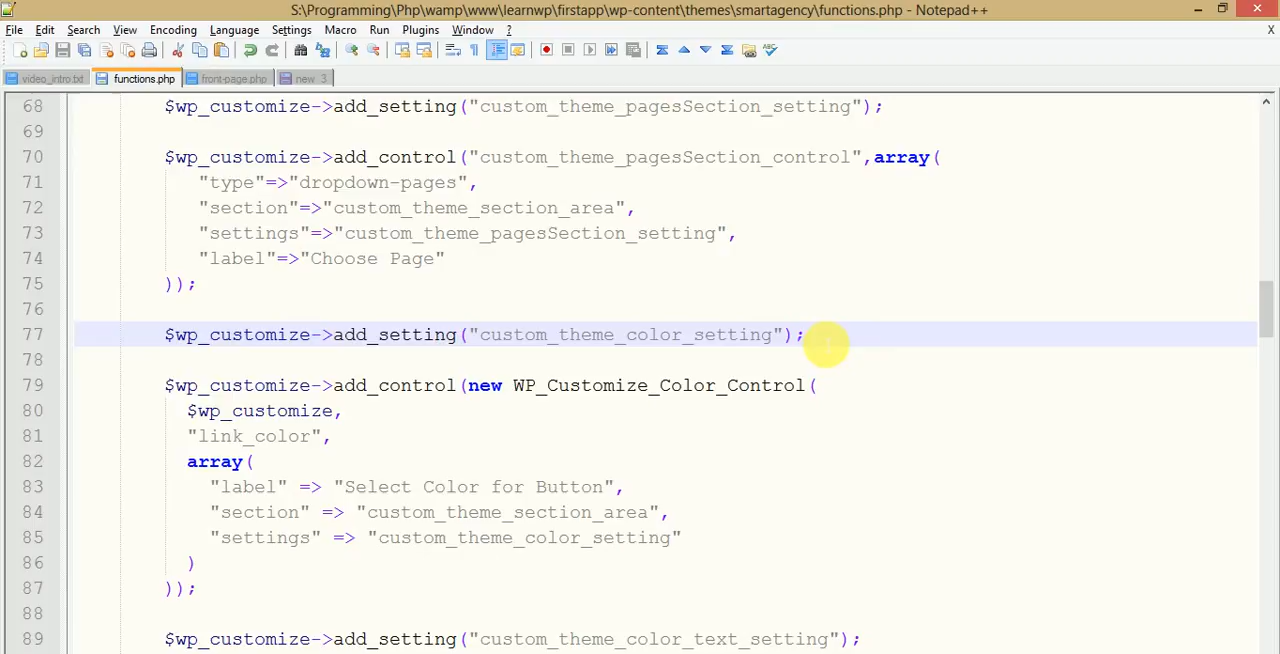 S:\Programming\Php\wamp\www\learnwp\firstapp\wp-content\themes\smartagency\functions.php - Notepad++
File Edit Search View Encoding Language Settings Macro Run Plugins Window ? X
video_intro.txt functions.php front-page.php new 3
68 $wp_customize->add_setting("custom_theme_pagesSection_setting");
69
70 $wp_customize->add_control("custom_theme_pagesSection_control",array(
71 "type"=>"dropdown-pages",
72 "section"=>"custom_theme_section_area",
73 "settings"=>"custom_theme_pagesSection_setting",
74 "label"=>"Choose Page"
75 ));
76
77 $wp_customize->add_setting("custom_theme_color_setting");
78
79 $wp_customize->add_control(new WP_Customize_Color_Control(
80 $wp_customize,
81 "link_color",
82 array(
83 "label" => "Select Color for Button",
84 "section" => "custom_theme_section_area",
85 "settings" => "custom_theme_color_setting"
86 )
87 ));
88
89 $wp_customize->add_setting("custom_theme_color_text_setting");